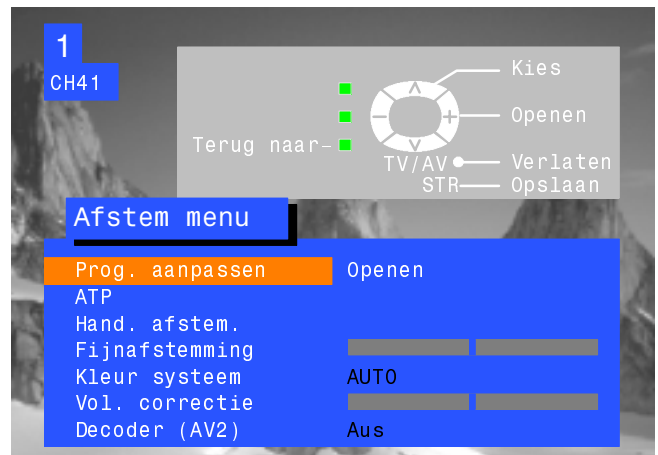 1
CH41
Kies
Openen
Terug naar
TV/AV Verlaten
STR Opslaan
Afstem menu
Prog. aanpassen Openen
ATP
Hand. afstem.
Fijnafstemming
Kleur systeem AUTO
Vol. correctie
Decoder (AV2) Aus